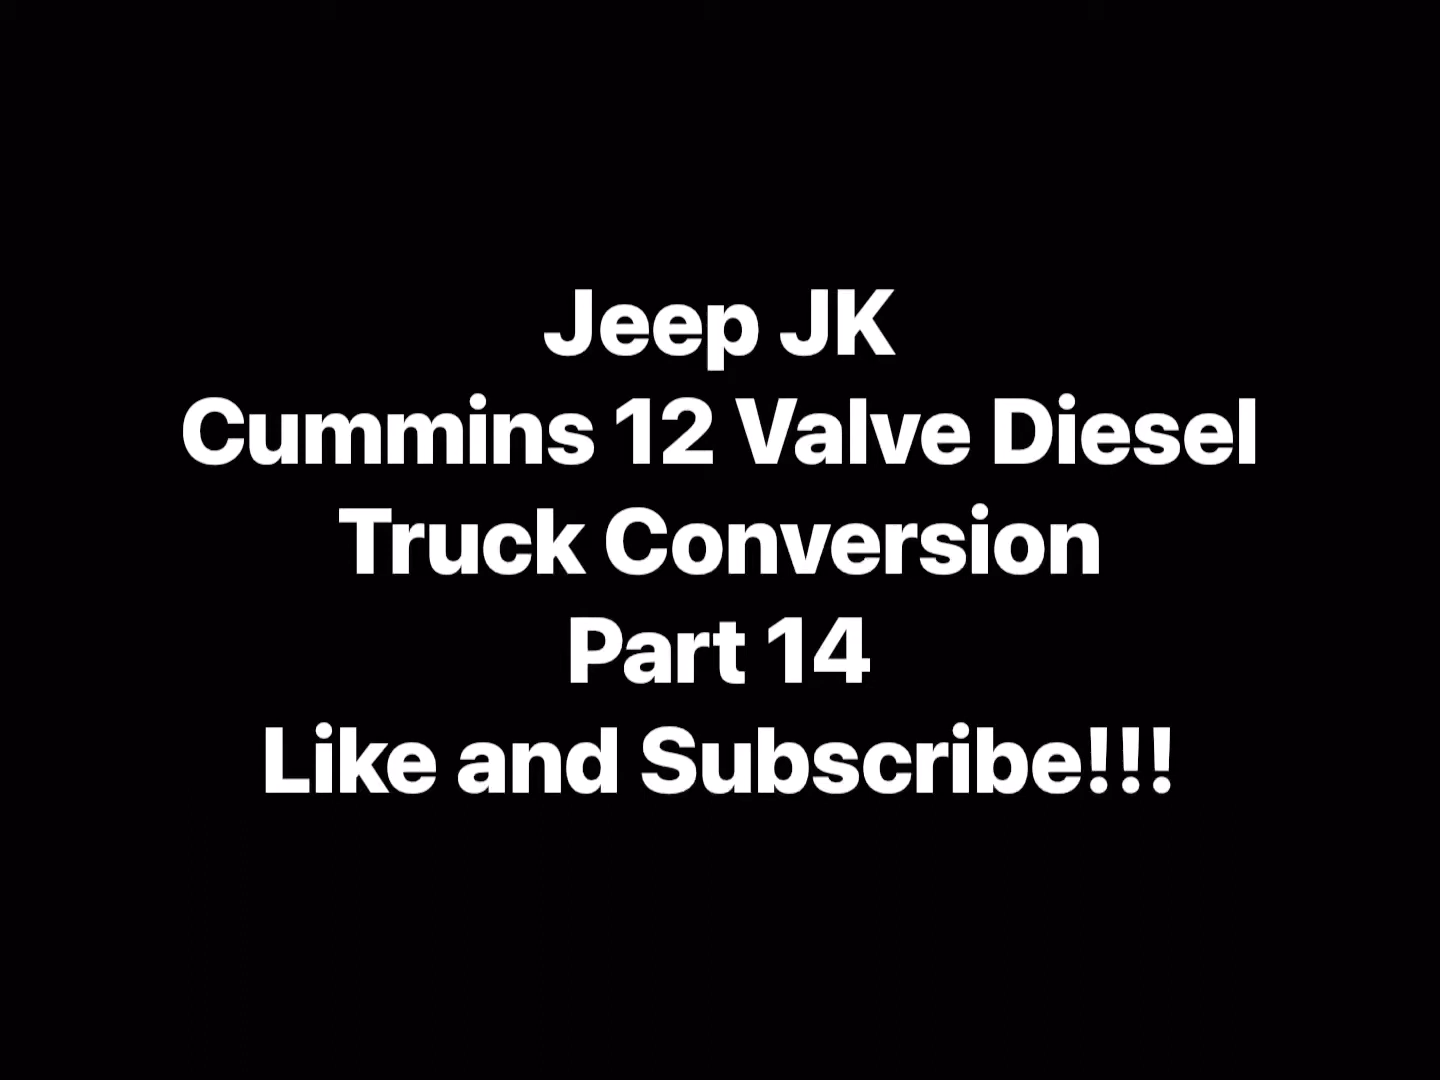 Jeep JK
Cummins 12 Valve Diesel
Truck Conversion
Part 14
Like and Subscribe!!!